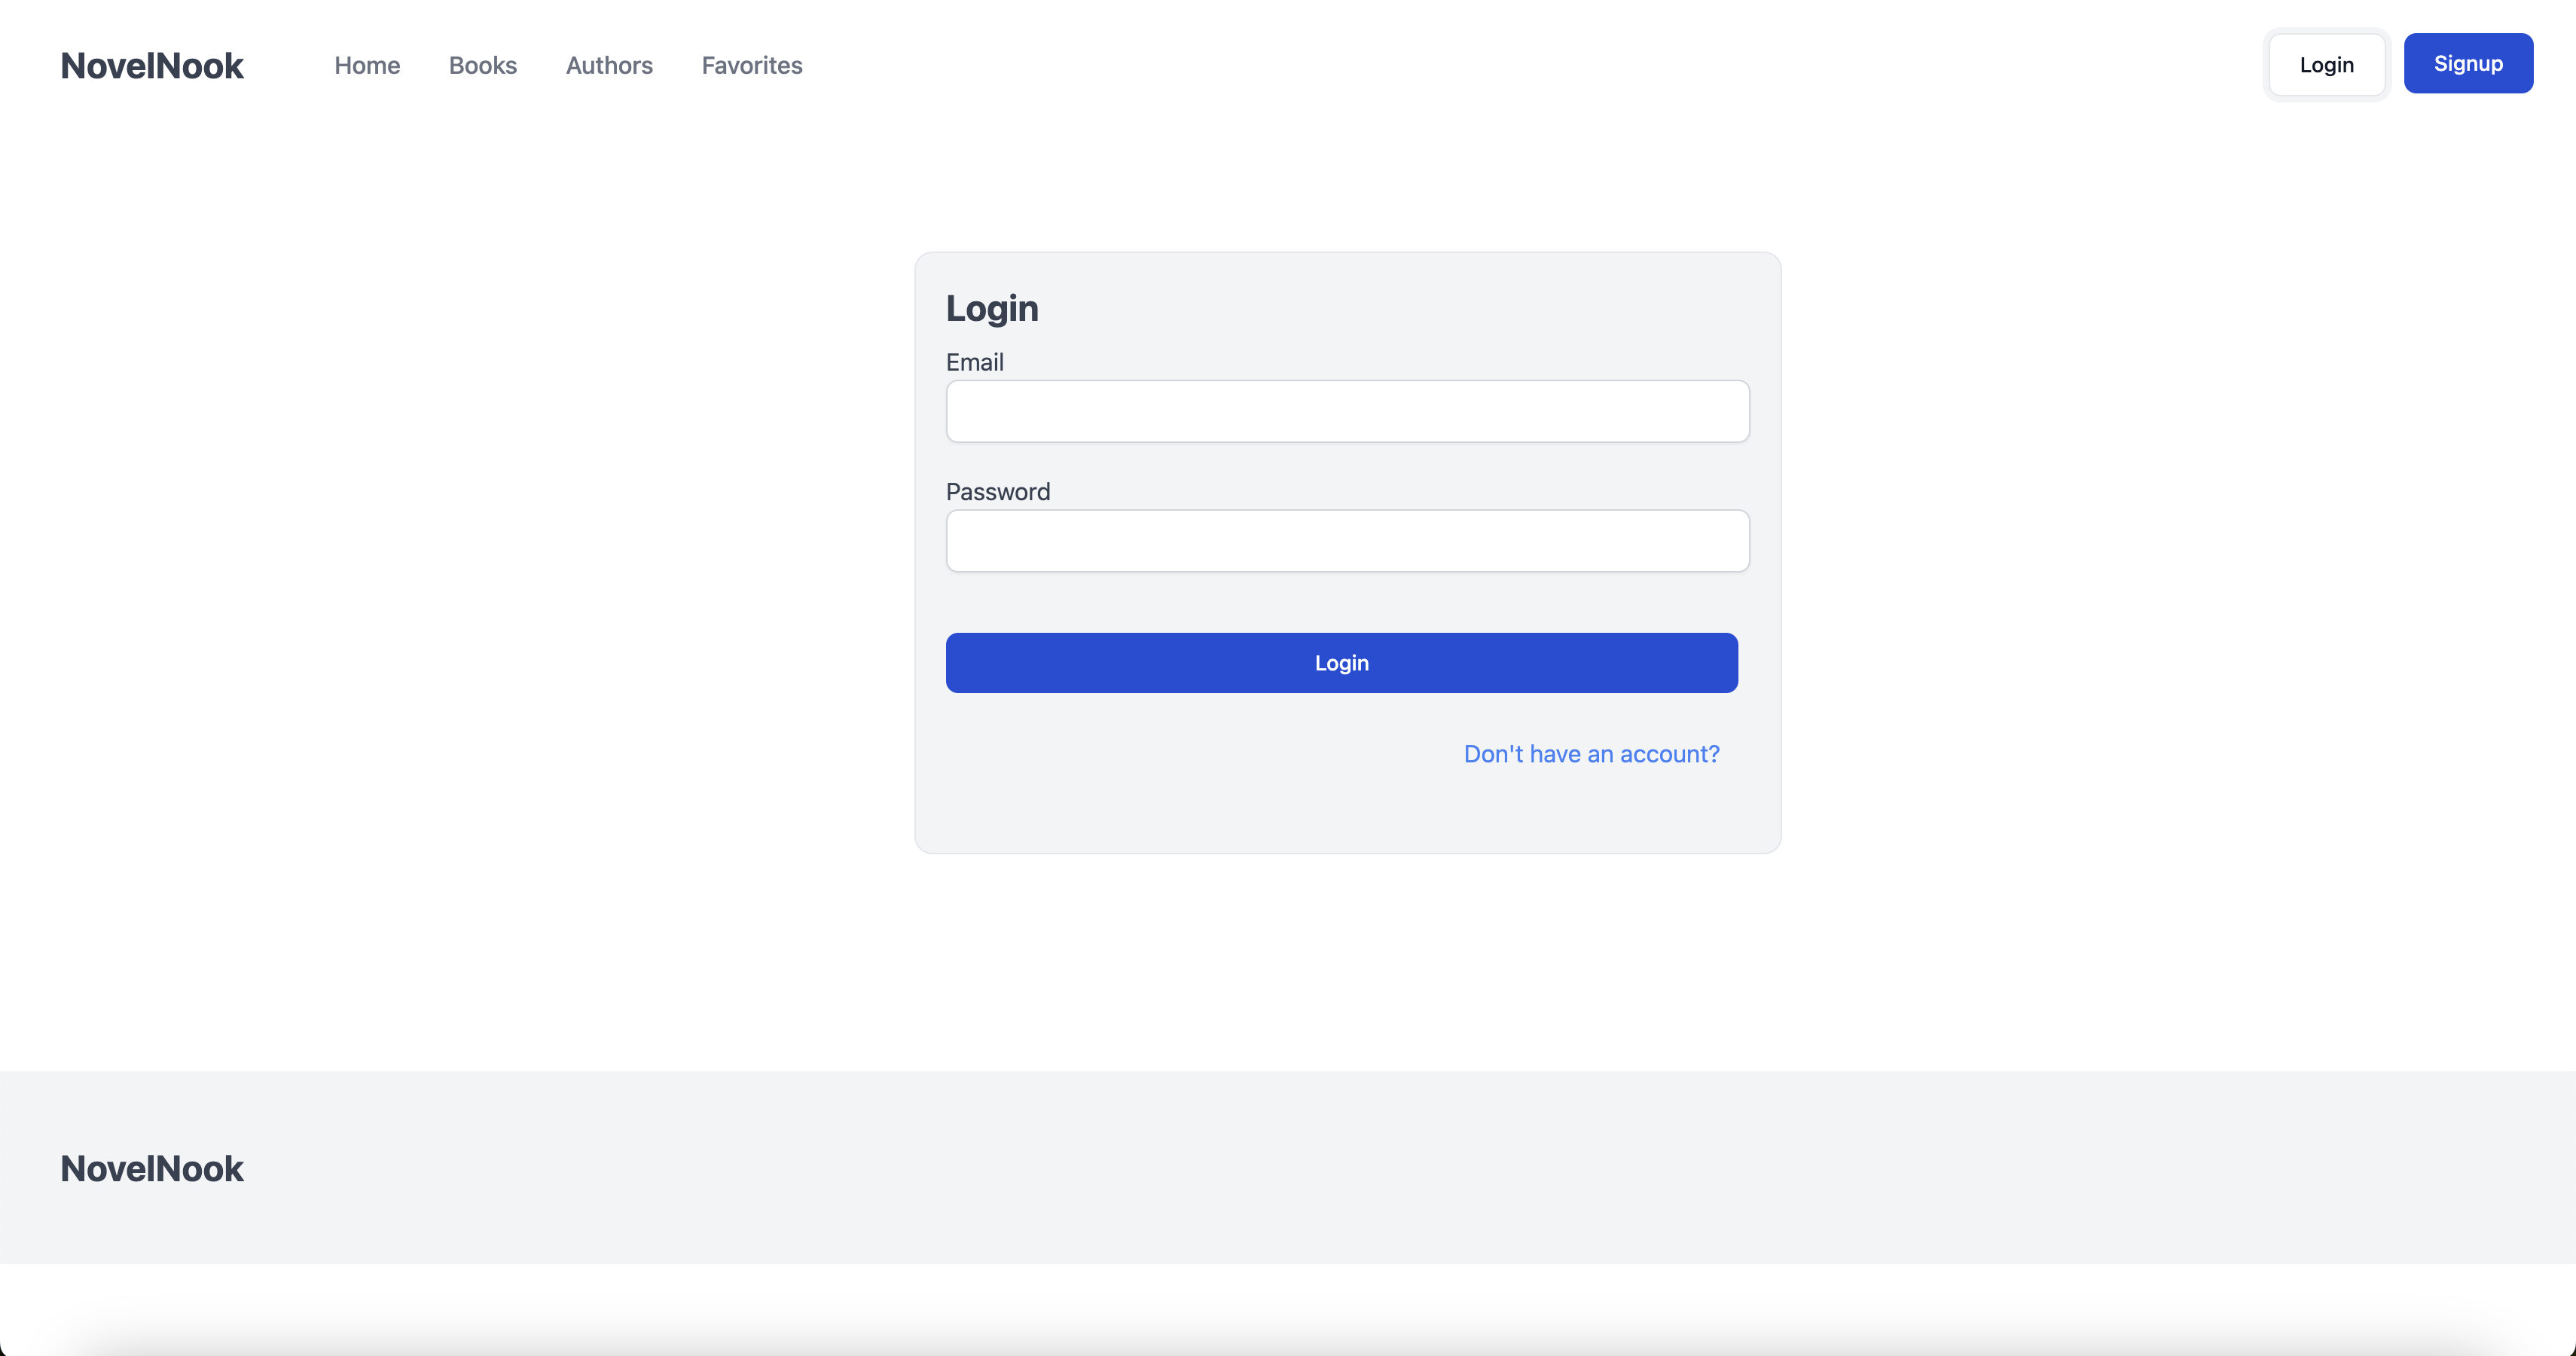 NovelNook Home Books Authors Favorites Login Signup
Login
Email
Password
Login
Don't have an account?
NovelNook